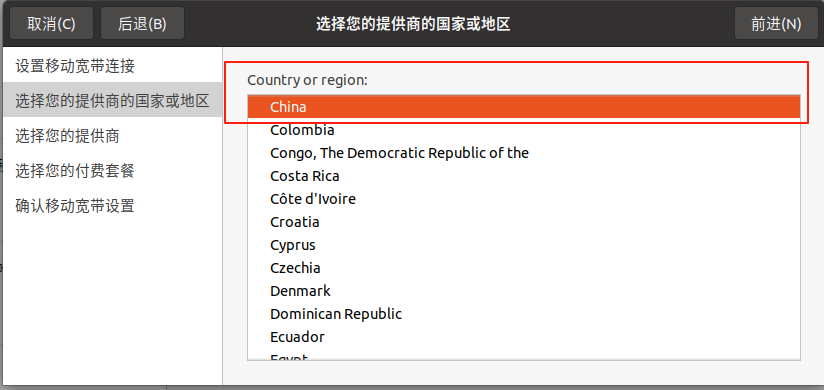 取消(C) 后退(B) 选择您的提供商的国家或地区 前进(N)
设置移动宽带连接
选择您的提供商的国家或地区
选择您的提供商
选择您的付费套餐
确认移动宽带设置
Country or region:
China
Colombia
Congo, The Democratic Republic of the
Costa Rica
Côte d'Ivoire
Croatia
Cyprus
Czechia
Denmark
Dominican Republic
Ecuador
Egypt